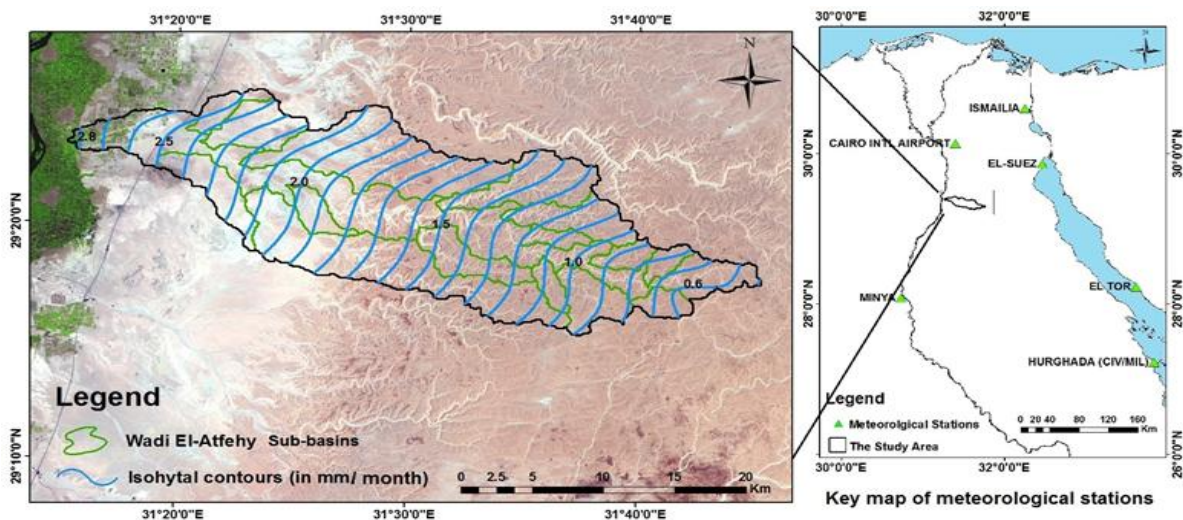 31°20'0"E
31°30'0"E
31°40'0"E
29°20'0"N
29°10'0"N
N
2.8
2.5
2.0
1.5
1.0
0.6
Legend
Wadi El-Atfehy Sub-basins
Isohytal contours (in mm/ month)
0 2.5 5 10 15 20
Km
31°20'0"E
31°30'0"E
31°40'0"E
30°0'0"E
32°0'0"E
ISMAILIA
CAIRO INTL AIRPORT
EL-SUEZ
MINYA
EL TOR
HURGHADA (CIV/MIL)
30°0'0"N
28°0'0"N
26°0'0"N
Legend
Meteorolgical Stations
The Study Area
0 20 40 80 120 160
Km
30°0'0"E
32°0'0"E
Key map of meteorological stations